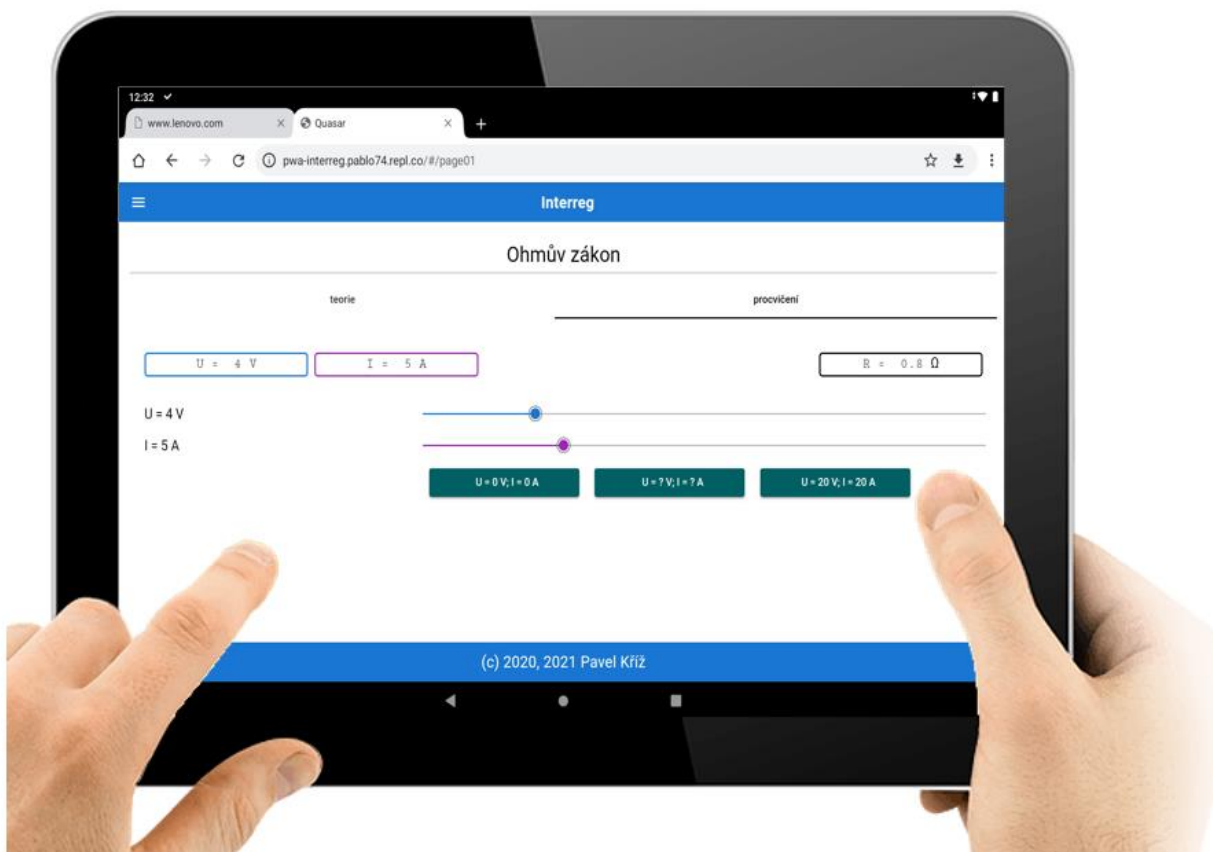 12:32
www.lenovo.com
Quasar
pwa-interreg.pablo74.repl.co/#/page01
Interreg
Ohmův zákon
teorie procvičení
U = 4 V I = 5 A R = 0.8 Ω
U = 4 V
I = 5 A
U = 0 V; I = 0 A U = ? V; I = ? A U = 20 V; I = 20 A
(c) 2020, 2021 Pavel Kříž